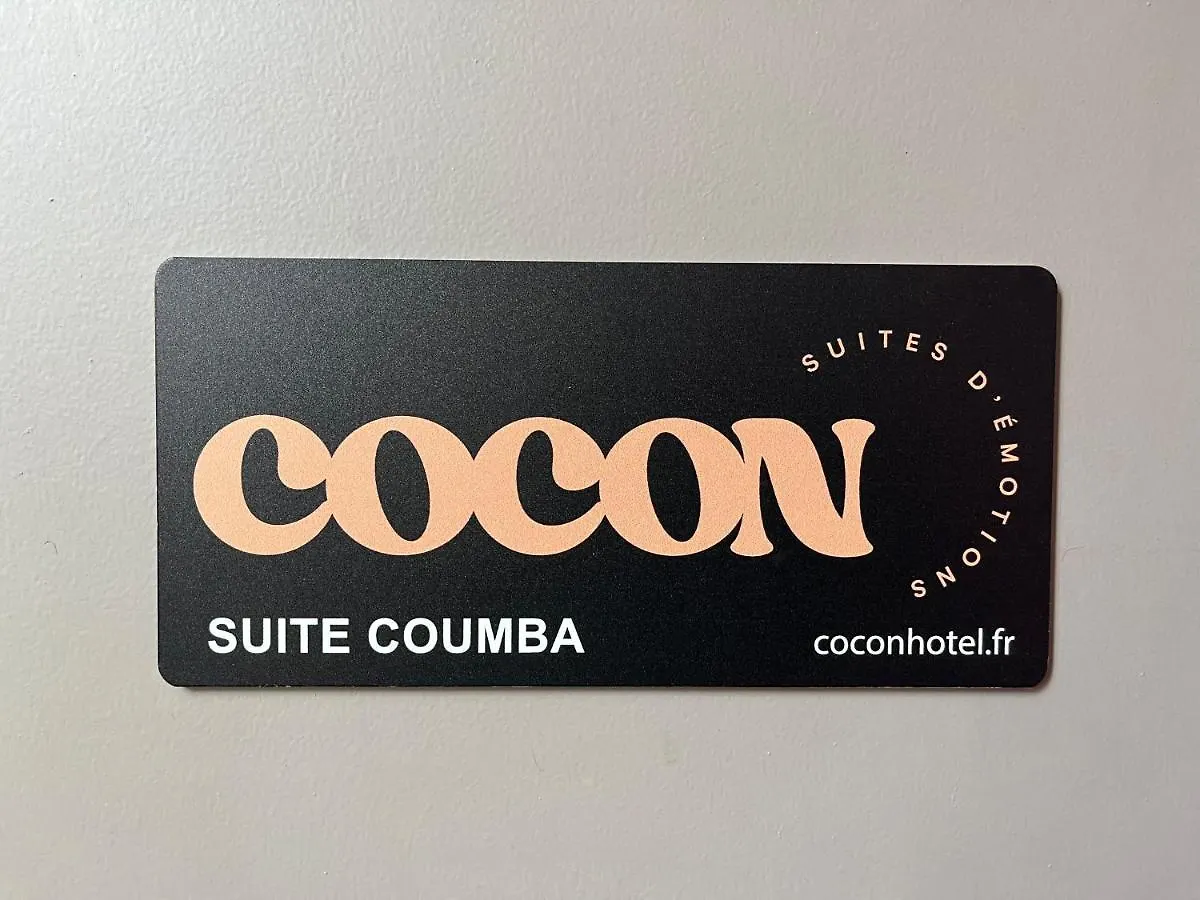 COCON
SUITES D'ÉMOTIONS
SUITE COUMBA
coconhotel.fr